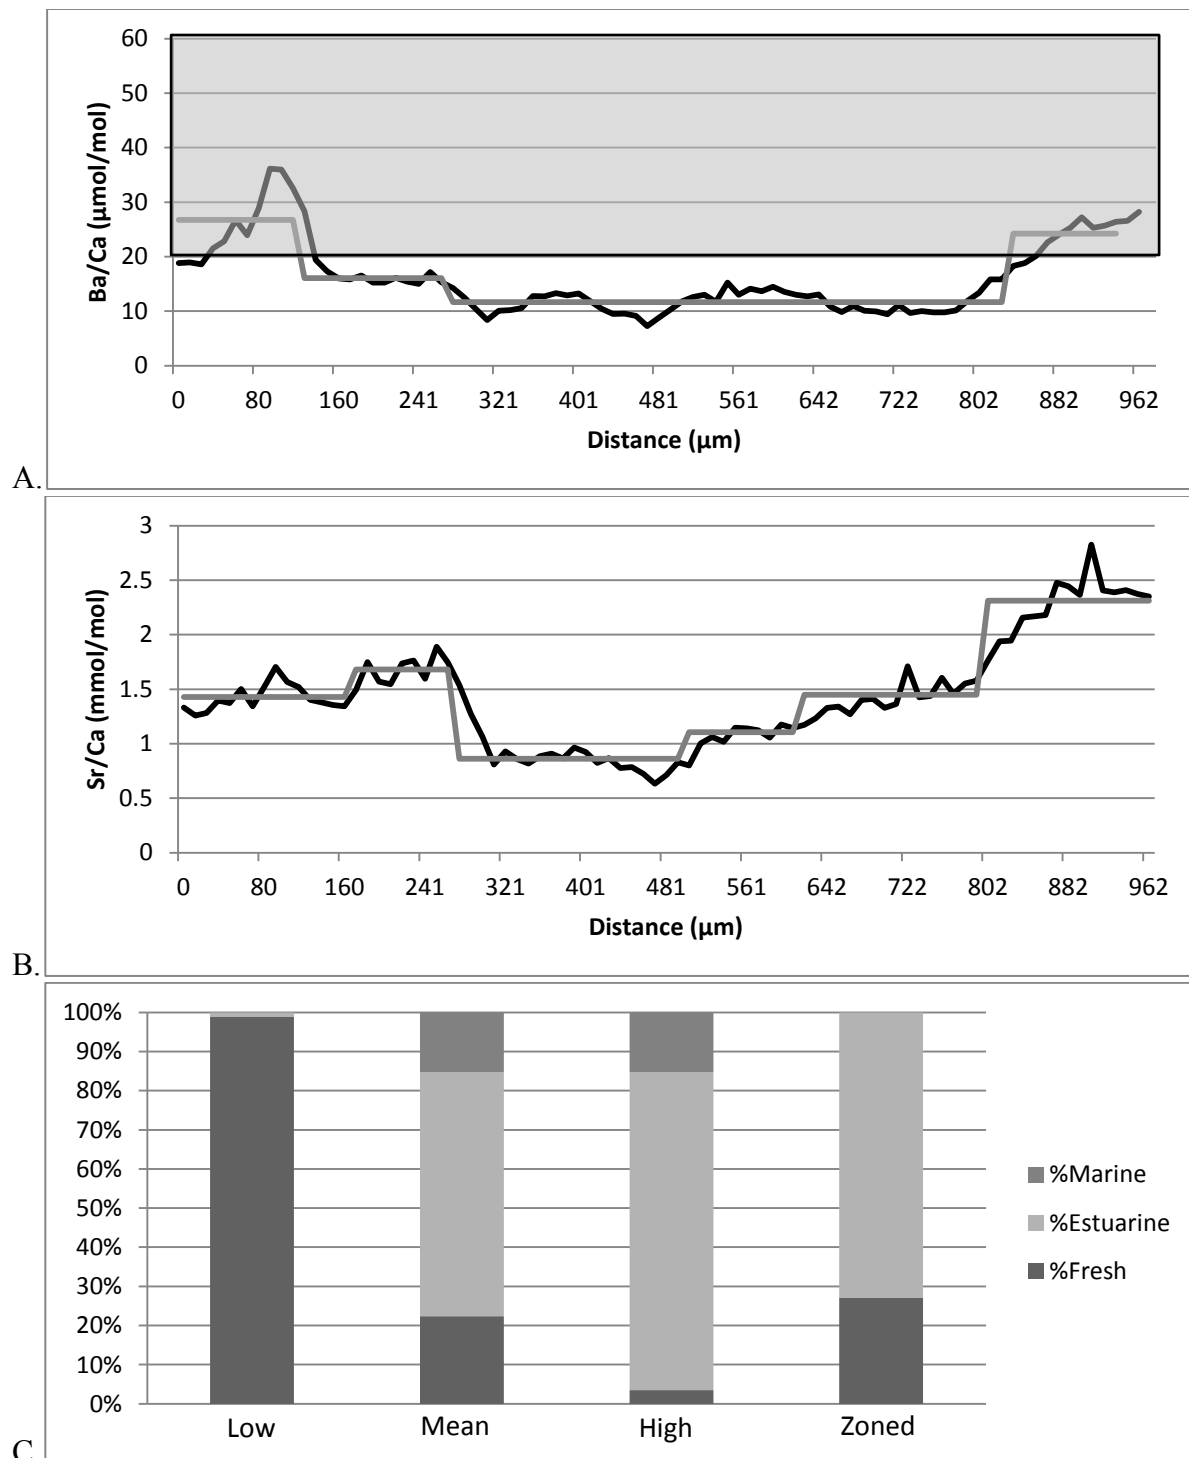 60
50
40
30
20
10
0
Ba/Ca (µmol/mol)
0 80 160 241 321 401 481 561 642 722 802 882 962
Distance (µm)
A.
3
2.5
2
1.5
1
0.5
0
Sr/Ca (mmol/mol)
0 80 160 241 321 401 481 561 642 722 802 882 962
Distance (µm)
B.
100%
90%
80%
70%
60%
50%
40%
30%
20%
10%
0%
Low Mean High Zoned
%Marine
%Estuarine
%Fresh
C